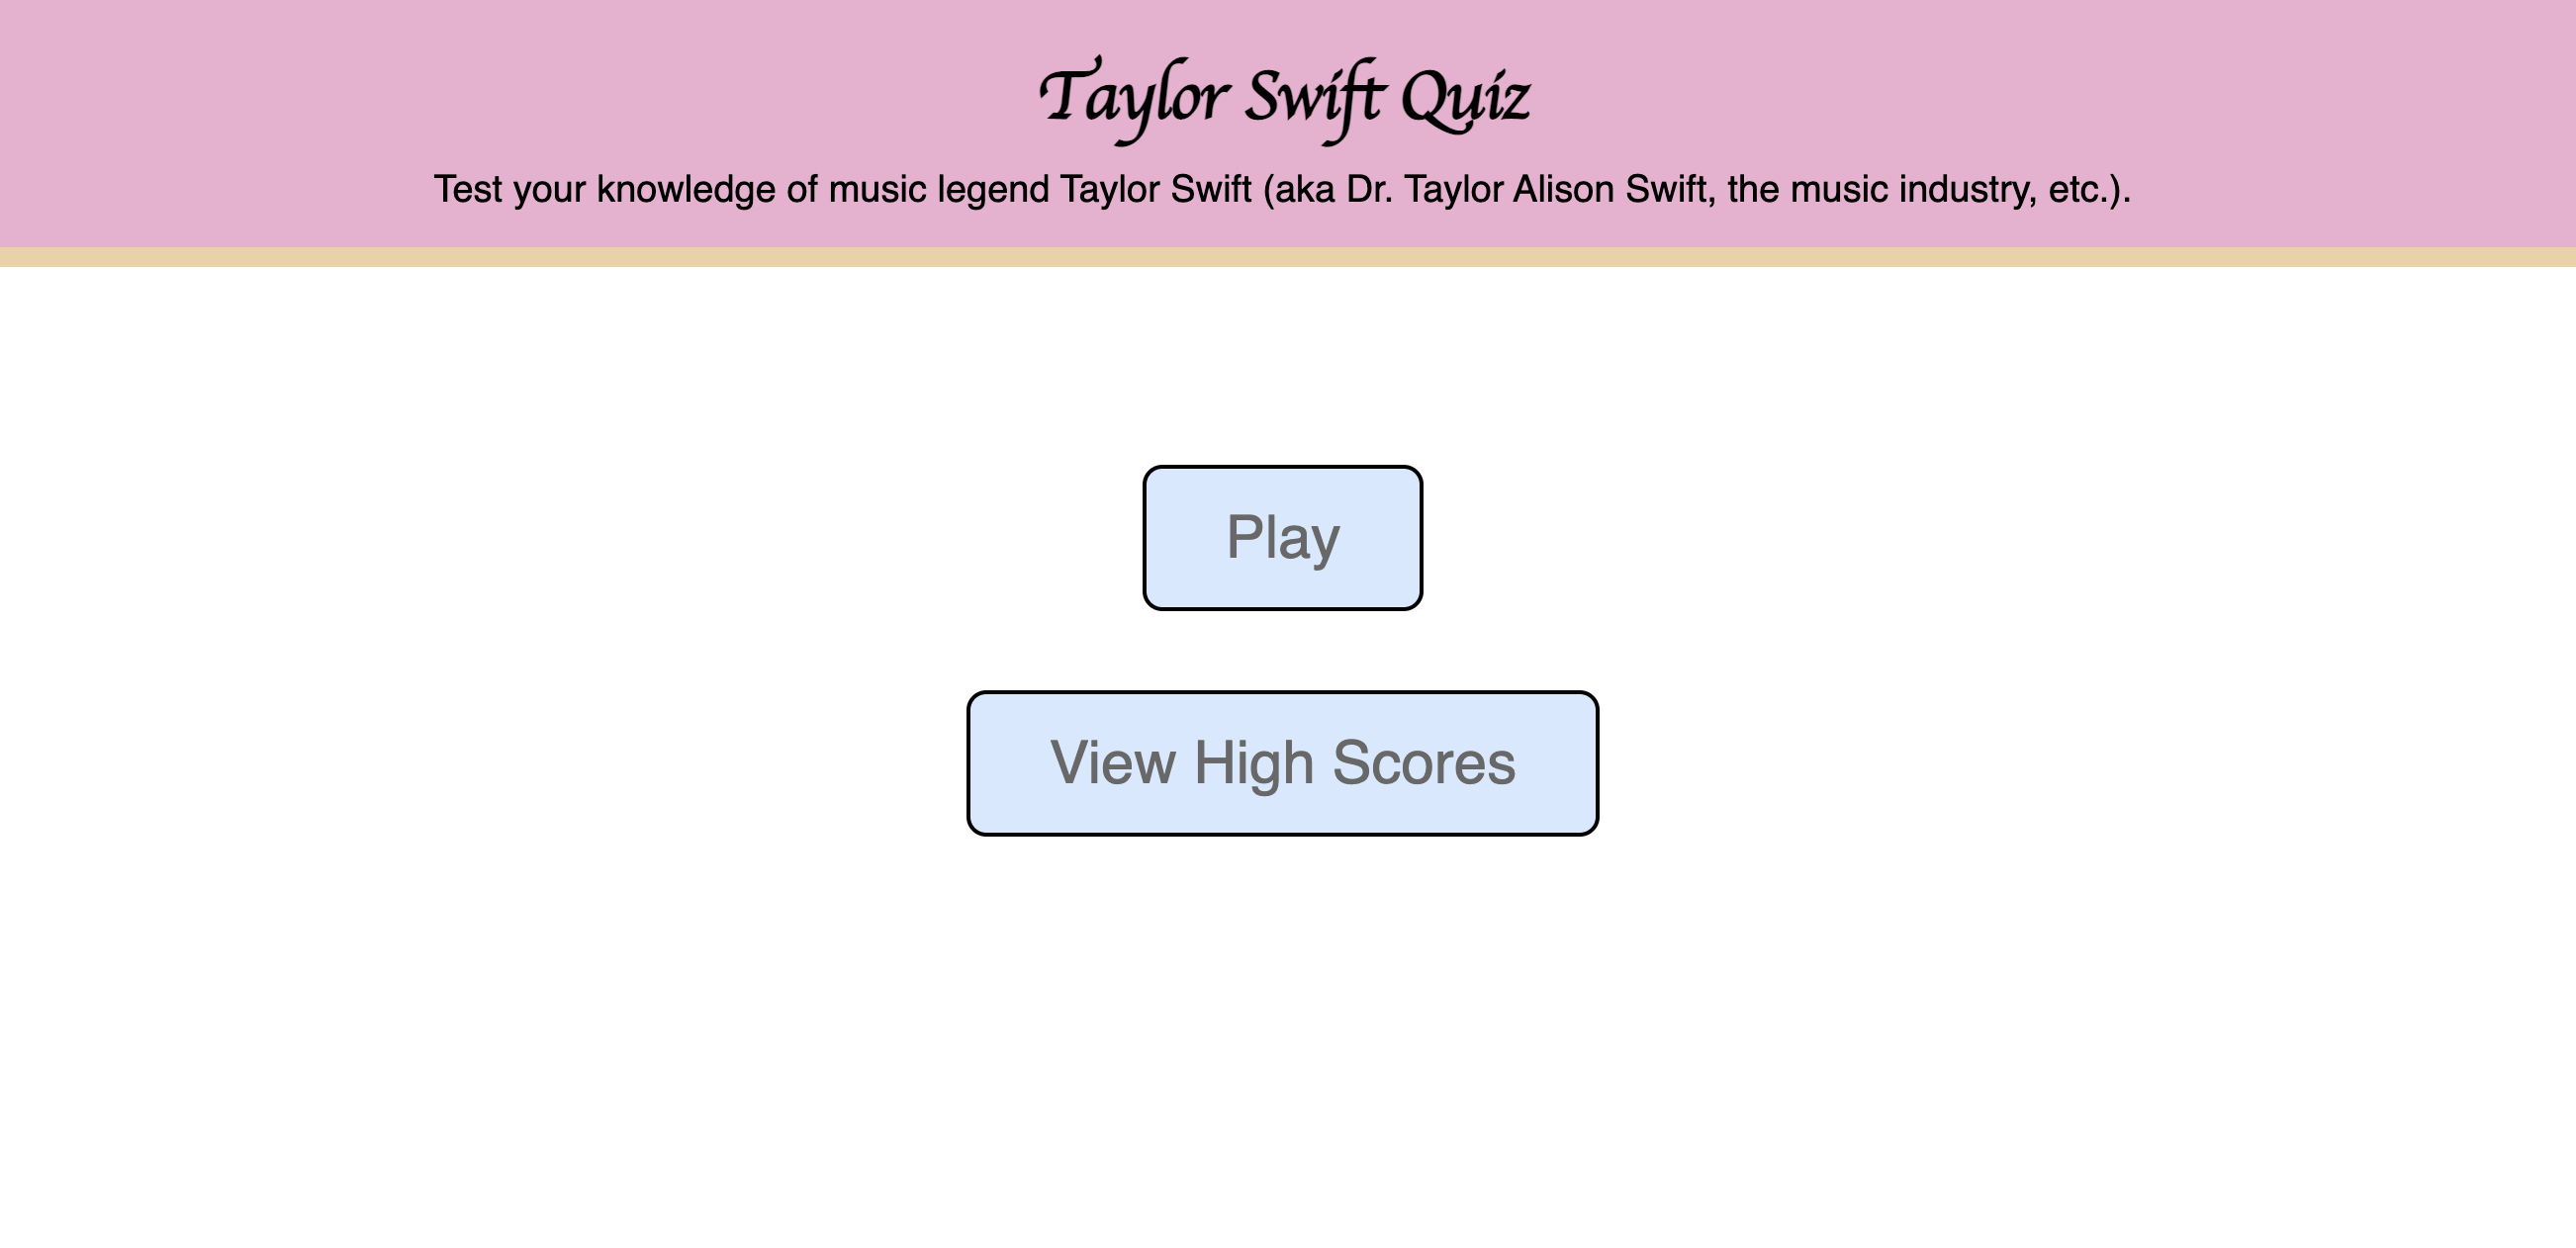 Taylor Swift Quiz
Test your knowledge of music legend Taylor Swift (aka Dr. Taylor Alison Swift, the music industry, etc.).
Play
View High Scores